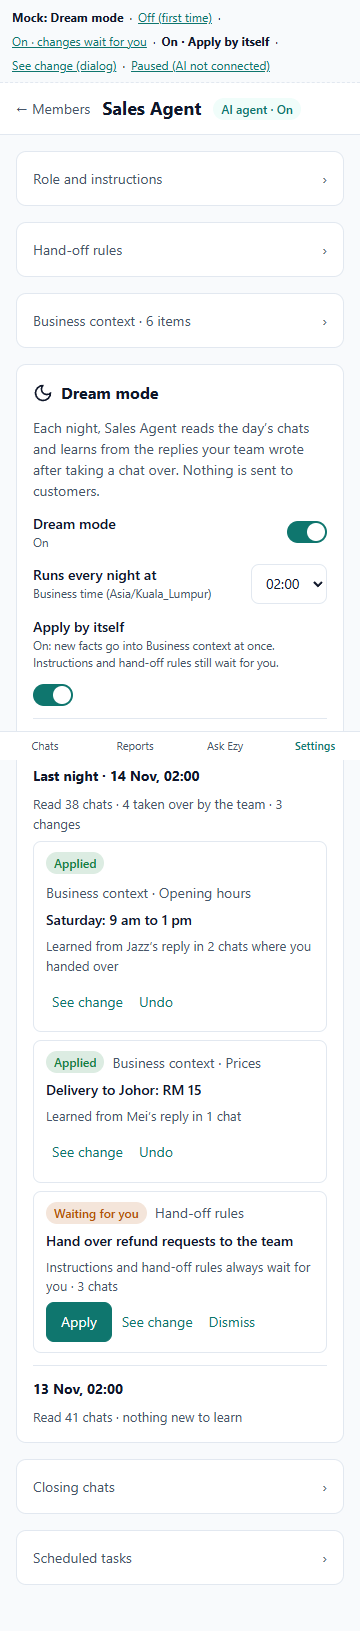 Mock: Dream mode · Off (first time) ·
On · changes wait for you · On · Apply by itself ·
See change (dialog) · Paused (AI not connected)
← Members Sales Agent AI agent · On
Role and instructions ›
Hand-off rules ›
Business context · 6 items ›
Dream mode
Each night, Sales Agent reads the day's chats
and learns from the replies your team wrote
after taking a chat over. Nothing is sent to
customers.
Dream mode
On
Runs every night at
Business time (Asia/Kuala_Lumpur)
02:00
Apply by itself
On: new facts go into Business context at once.
Instructions and hand-off rules still wait for you.
Chats Reports Ask Ezy Settings
Last night · 14 Nov, 02:00
Read 38 chats · 4 taken over by the team · 3
changes
Applied
Business context · Opening hours
Saturday: 9 am to 1 pm
Learned from Jazz's reply in 2 chats where you
handed over
See change Undo
Applied Business context · Prices
Delivery to Johor: RM 15
Learned from Mei's reply in 1 chat
See change Undo
Waiting for you Hand-off rules
Hand over refund requests to the team
Instructions and hand-off rules always wait for
you · 3 chats
Apply See change Dismiss
13 Nov, 02:00
Read 41 chats · nothing new to learn
Closing chats ›
Scheduled tasks ›